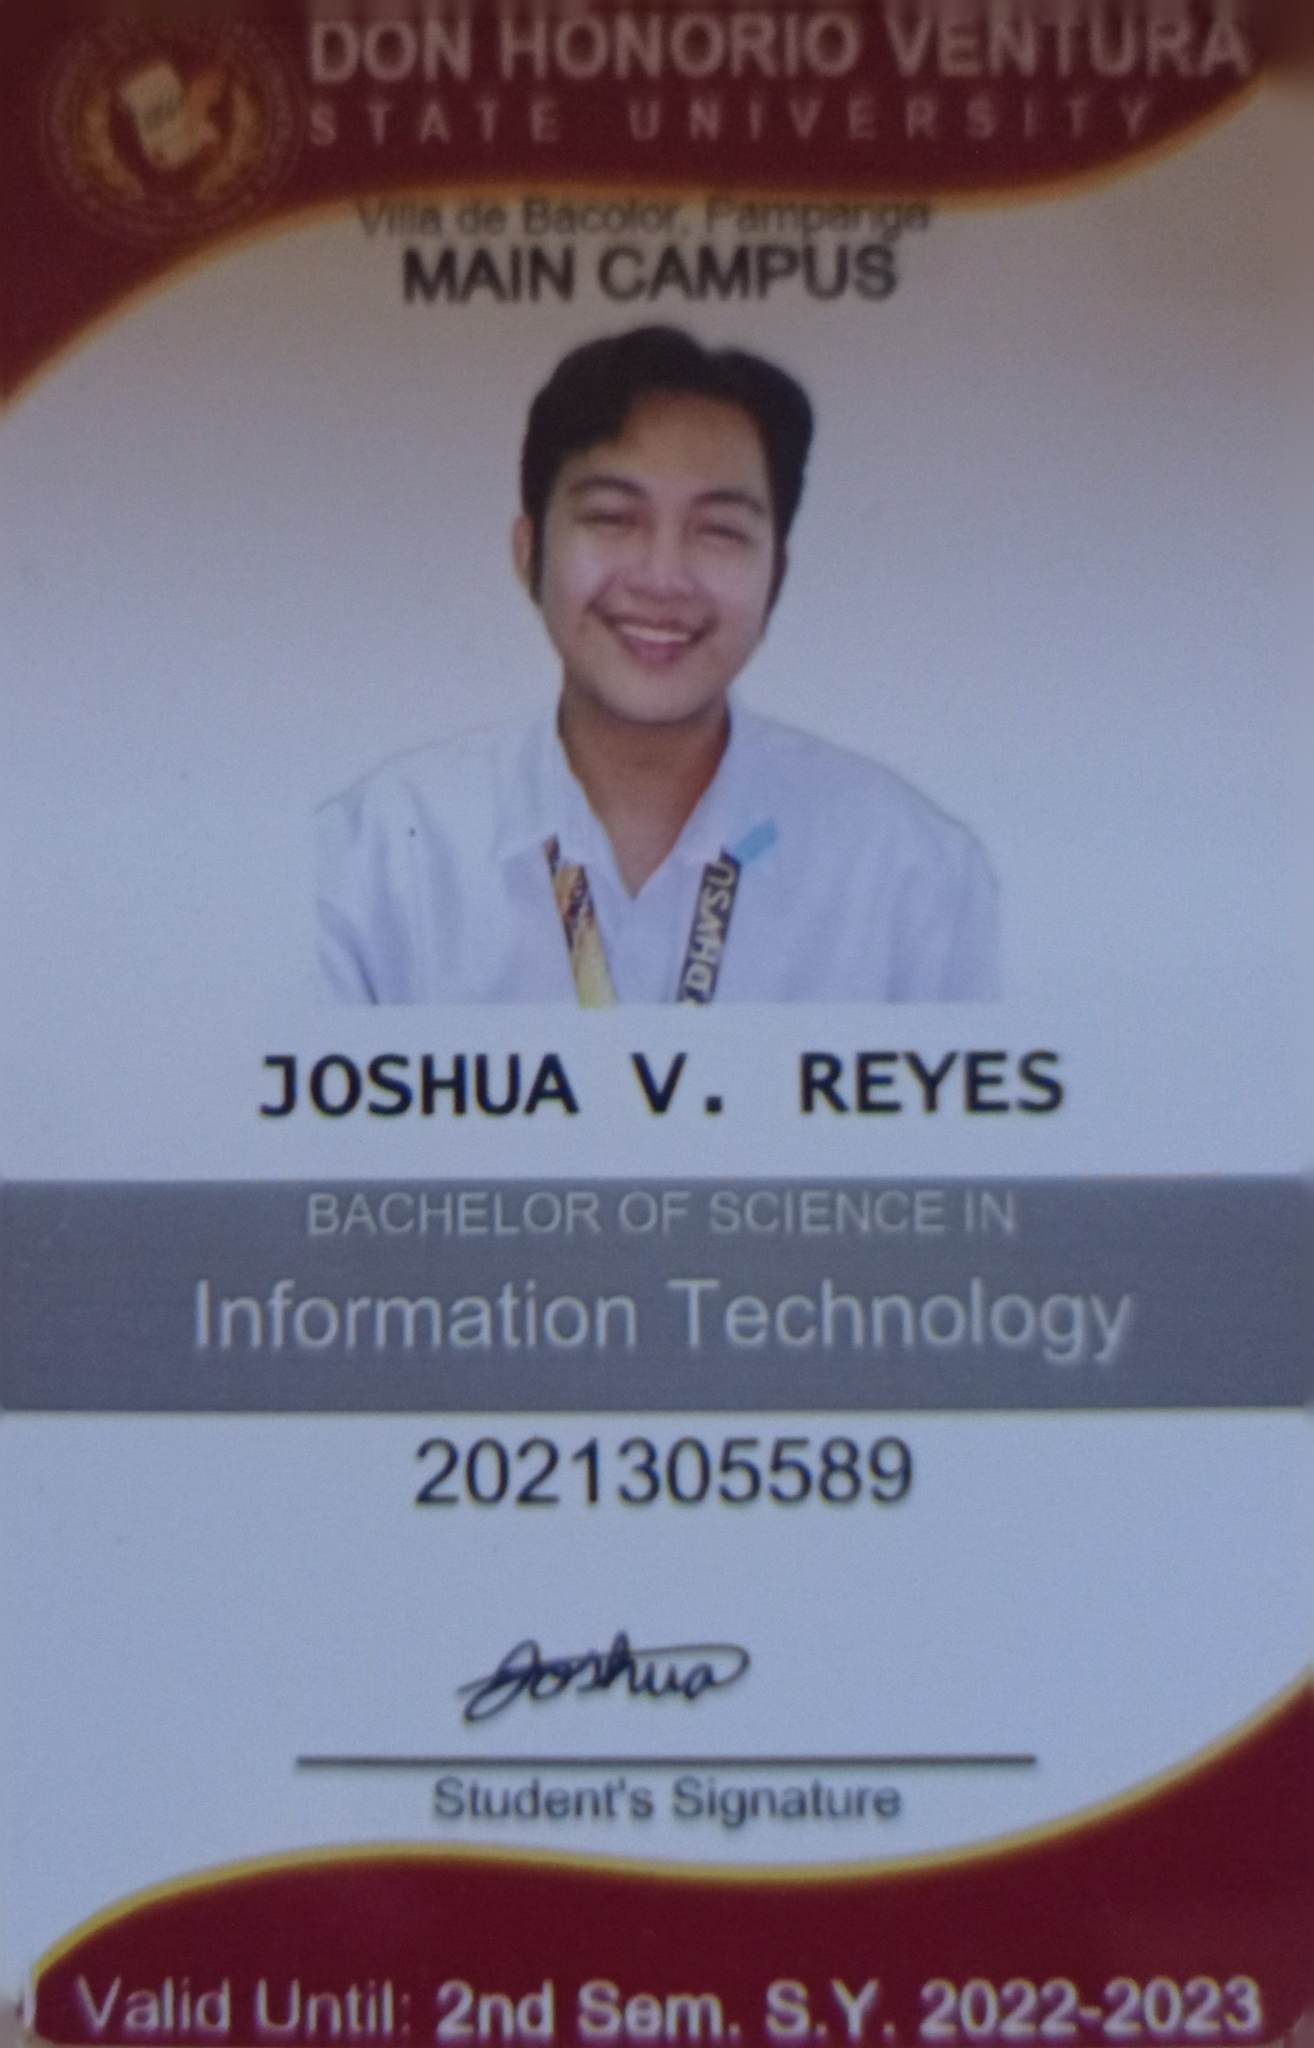 DON HONORIO VENTURA
STATE UNIVERSITY
Villa de Bacolor, Pampanga
MAIN CAMPUS
DHVSU
JOSHUA V. REYES
BACHELOR OF SCIENCE IN
Information Technology
2021305589
Joshua
Student's Signature
Valid Until: 2nd Sem. S.Y. 2022-2023